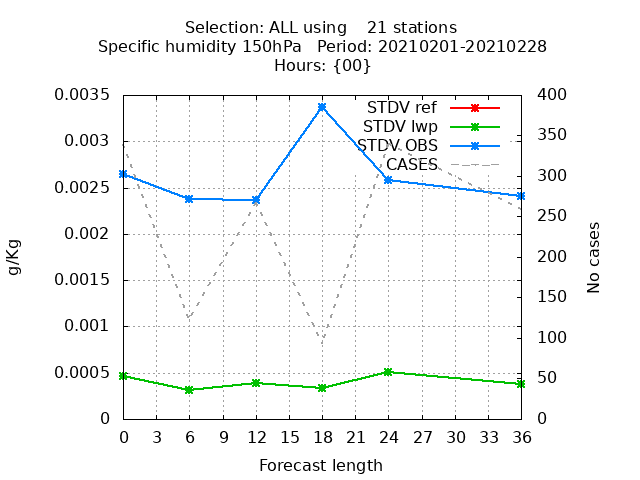 Selection: ALL using    21 stations
Specific humidity 150hPa   Period: 20210201-20210228
Hours: {00}
0.0035
0.003
0.0025
0.002
0.0015
0.001
0.0005
0
g/Kg
STDV ref
STDV lwp
STDV OBS
CASES
400
350
300
250
200
150
100
50
0
No cases
0 3 6 9 12 15 18 21 24 27 30 33 36
Forecast length